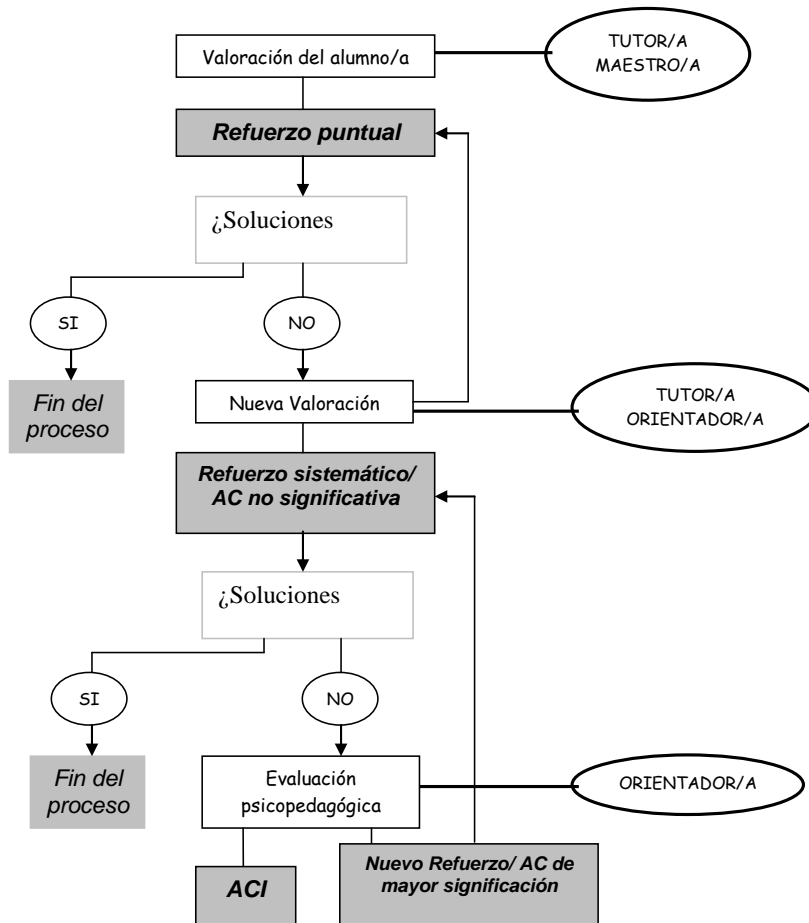 Valoración del alumno/a
TUTOR/A
MAESTRO/A
Refuerzo puntual
¿Soluciones
SI
NO
Fin del
proceso
Nueva Valoración
TUTOR/A
ORIENTADOR/A
Refuerzo sistemático/
AC no significativa
¿Soluciones
SI
NO
Fin del
proceso
Evaluación
psicopedagógica
ORIENTADOR/A
ACI
Nuevo Refuerzo/ AC de
mayor significación